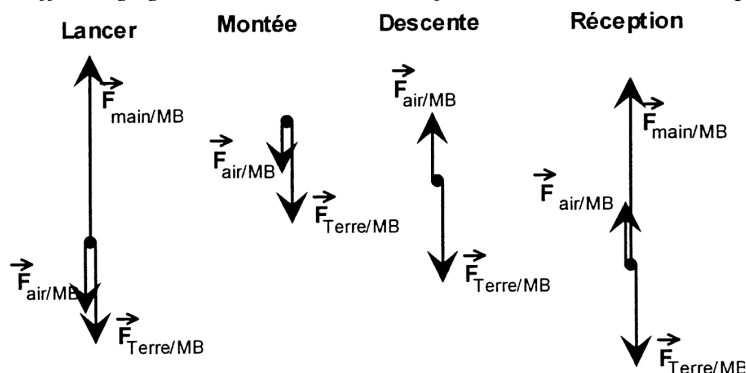 Lancer
Montée
Descente
Réception
F main/MB
F air/MB
F Terre/MB
F air/MB
F Terre/MB
F air/MB
F Terre/MB
F main/MB
F air/MB
F Terre/MB